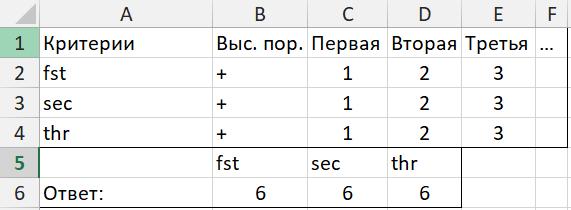 A B C D E F
1 Критерии Выс. пор. Первая Вторая Третья ...
2 fst + 1 2 3
3 sec + 1 2 3
4 thr + 1 2 3
5 fst sec thr
6 Ответ: 6 6 6